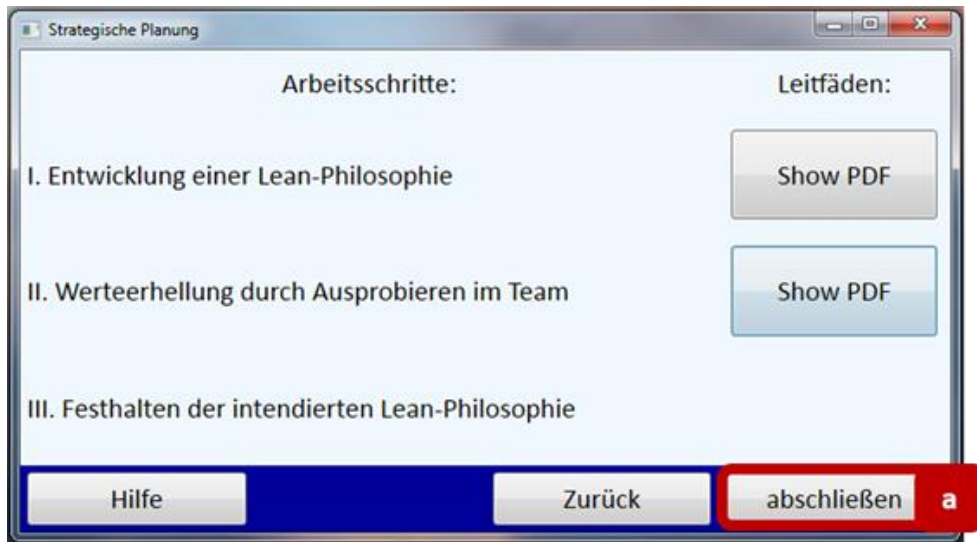 Strategische Planung
Arbeitsschritte: Leitfäden:
I. Entwicklung einer Lean-Philosophie Show PDF
II. Werteerhellung durch Ausprobieren im Team Show PDF
III. Festhalten der intendierten Lean-Philosophie
Hilfe Zurück abschließen a